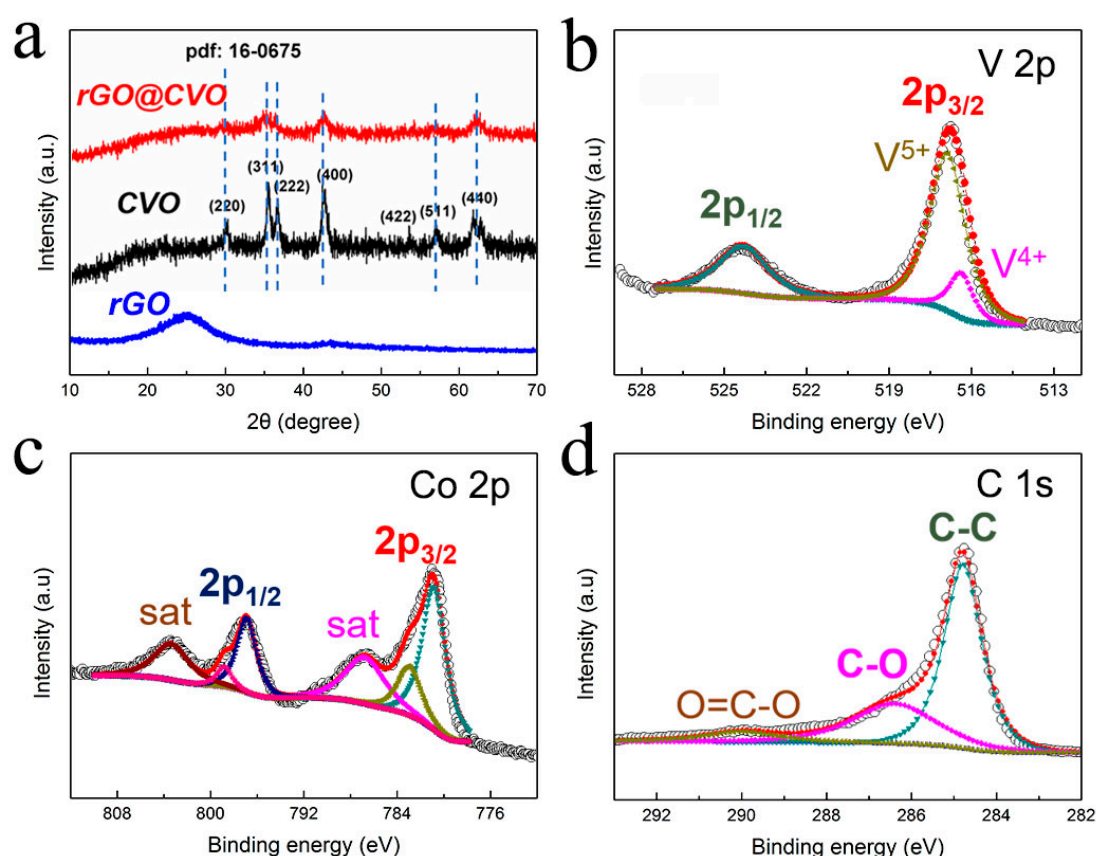 a
pdf: 16-0675
rGO@CVO
(311)
(222)
(400)
CVO
(220)
(422)
(511)
(440)
rGO
10 20 30 40 50 60 70
2θ (degree)
Intensity (a.u.)
b
V 2p
2p3/2
V5+
2p1/2
V4+
528 525 522 519 516 513
Binding energy (eV)
Intensity (a.u)
c
Co 2p
2p3/2
2p1/2
sat
sat
808 800 792 784 776
Binding energy (eV)
Intensity (a.u)
d
C 1s
C-C
C-O
O=C-O
292 290 288 286 284 282
Binding energy (eV)
Intensity (a.u)